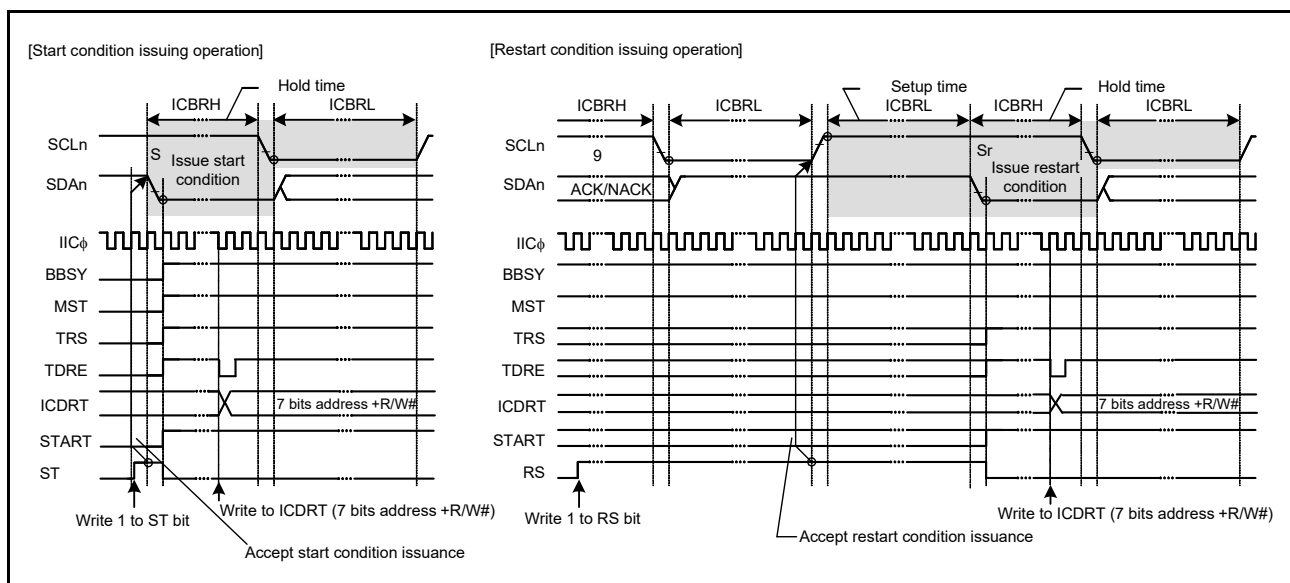 [Start condition issuing operation]
ICBRH
Hold time
ICBRL
SCLn
S
Issue start
condition
SDAn
IICϕ
BBSY
MST
TRS
TDRE
ICDRT
7 bits address +R/W#
START
ST
Write 1 to ST bit
Write to ICDRT (7 bits address +R/W#)
Accept start condition issuance
[Restart condition issuing operation]
Setup time
Hold time
ICBRH
ICBRL
ICBRL
ICBRH
ICBRL
SCLn
9
Sr
Issue restart
condition
SDAn
ACK/NACK
IICϕ
BBSY
MST
TRS
TDRE
ICDRT
7 bits address +R/W#
START
RS
Write 1 to RS bit
Write to ICDRT (7 bits address +R/W#)
Accept restart condition issuance